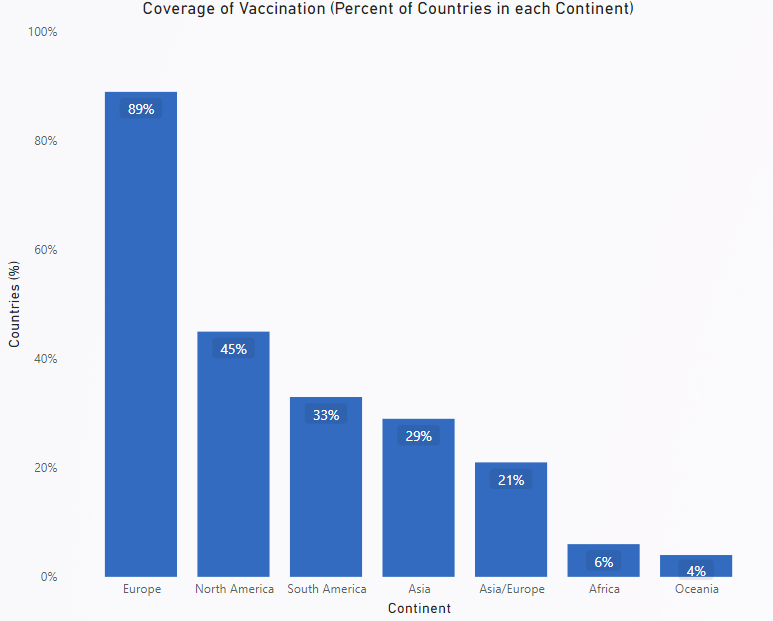 Coverage of Vaccination (Percent of Countries in each Continent)
100%
80%
60%
40%
20%
0%
Countries (%)
89%
45%
33%
29%
21%
6%
4%
Europe
North America
South America
Asia
Asia/Europe
Africa
Oceania
Continent